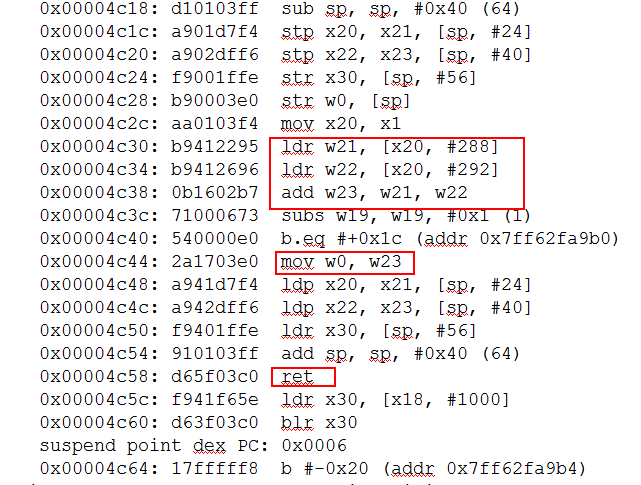 0x00004c18: d10103ff sub sp, sp, #0x40 (64)
0x00004c1c: a901d7f4 stp x20, x21, [sp, #24]
0x00004c20: a902dff6 stp x22, x23, [sp, #40]
0x00004c24: f9001ffe str x30, [sp, #56]
0x00004c28: b90003e0 str w0, [sp]
0x00004c2c: aa0103f4 mov x20, x1
0x00004c30: b9412295 ldr w21, [x20, #288]
0x00004c34: b9412696 ldr w22, [x20, #292]
0x00004c38: 0b1602b7 add w23, w21, w22
0x00004c3c: 71000673 subs w19, w19, #0x1 (1)
0x00004c40: 540000e0 b.eq #+0x1c (addr 0x7ff62fa9b0)
0x00004c44: 2a1703e0 mov w0, w23
0x00004c48: a941d7f4 ldp x20, x21, [sp, #24]
0x00004c4c: a942dff6 ldp x22, x23, [sp, #40]
0x00004c50: f9401ffe ldr x30, [sp, #56]
0x00004c54: 910103ff add sp, sp, #0x40 (64)
0x00004c58: d65f03c0 ret
0x00004c5c: f941f65e ldr x30, [x18, #1000]
0x00004c60: d63f03c0 blr x30
suspend point dex PC: 0x0006
0x00004c64: 17fffff8 b #-0x20 (addr 0x7ff62fa9b4)